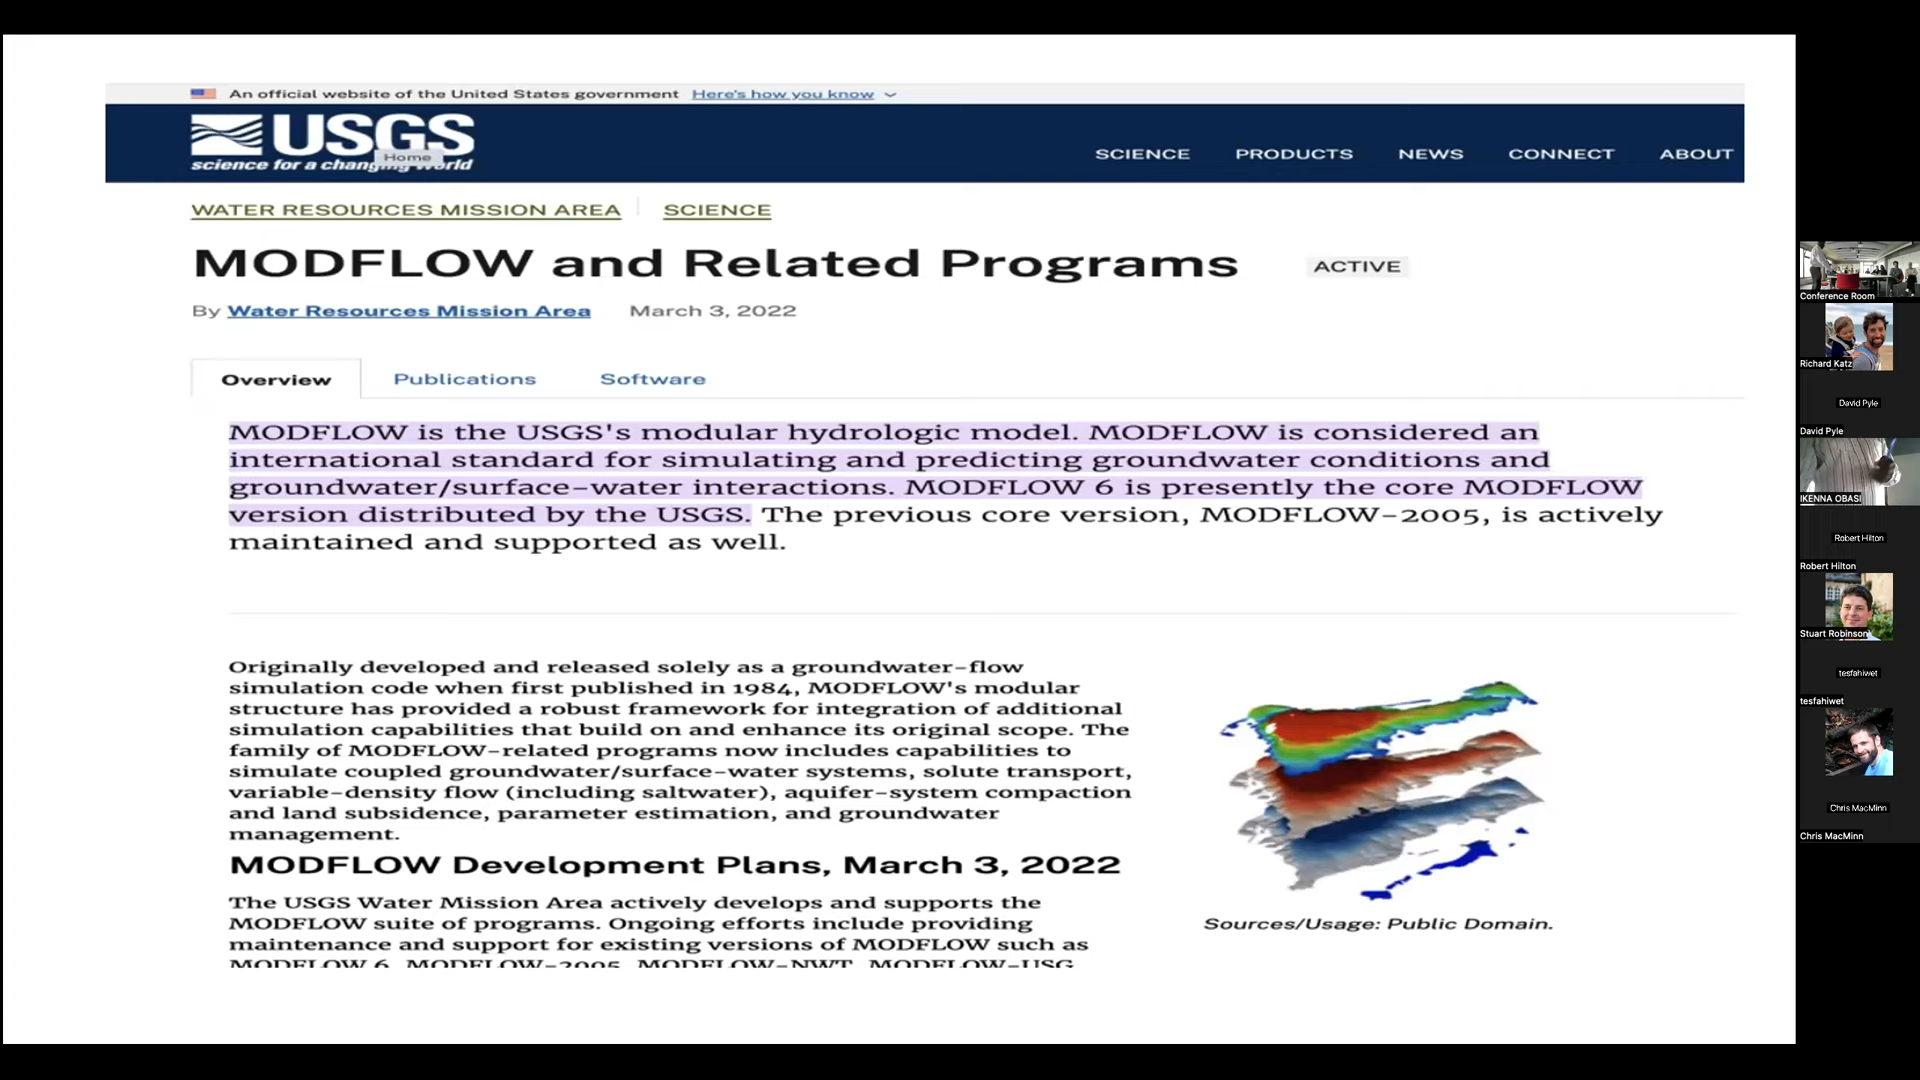 An official website of the United States government Here's how you know
USGS
Home
science for a changing world
SCIENCE PRODUCTS NEWS CONNECT ABOUT
WATER RESOURCES MISSION AREA SCIENCE
MODFLOW and Related Programs ACTIVE
By Water Resources Mission Area March 3, 2022
Overview Publications Software
MODFLOW is the USGS's modular hydrologic model. MODFLOW is considered an
international standard for simulating and predicting groundwater conditions and
groundwater/surface-water interactions. MODFLOW 6 is presently the core MODFLOW
version distributed by the USGS. The previous core version, MODFLOW-2005, is actively
maintained and supported as well.
Originally developed and released solely as a groundwater-flow
simulation code when first published in 1984, MODFLOW's modular
structure has provided a robust framework for integration of additional
simulation capabilities that build on and enhance its original scope. The
family of MODFLOW-related programs now includes capabilities to
simulate coupled groundwater/surface-water systems, solute transport,
variable-density flow (including saltwater), aquifer-system compaction
and land subsidence, parameter estimation, and groundwater
management.
MODFLOW Development Plans, March 3, 2022
The USGS Water Mission Area actively develops and supports the
MODFLOW suite of programs. Ongoing efforts include providing
maintenance and support for existing versions of MODFLOW such as
MODFLOW 6, MODFLOW-2005, MODFLOW-NWT, MODFLOW-USG
Sources/Usage: Public Domain.
Conference Room
Richard Katz
David Pyle
David Pyle
IKENNA OBASI
Robert Hilton
Robert Hilton
Stuart Robinson
tesfahiwet
tesfahiwet
Chris MacMinn
Chris MacMinn